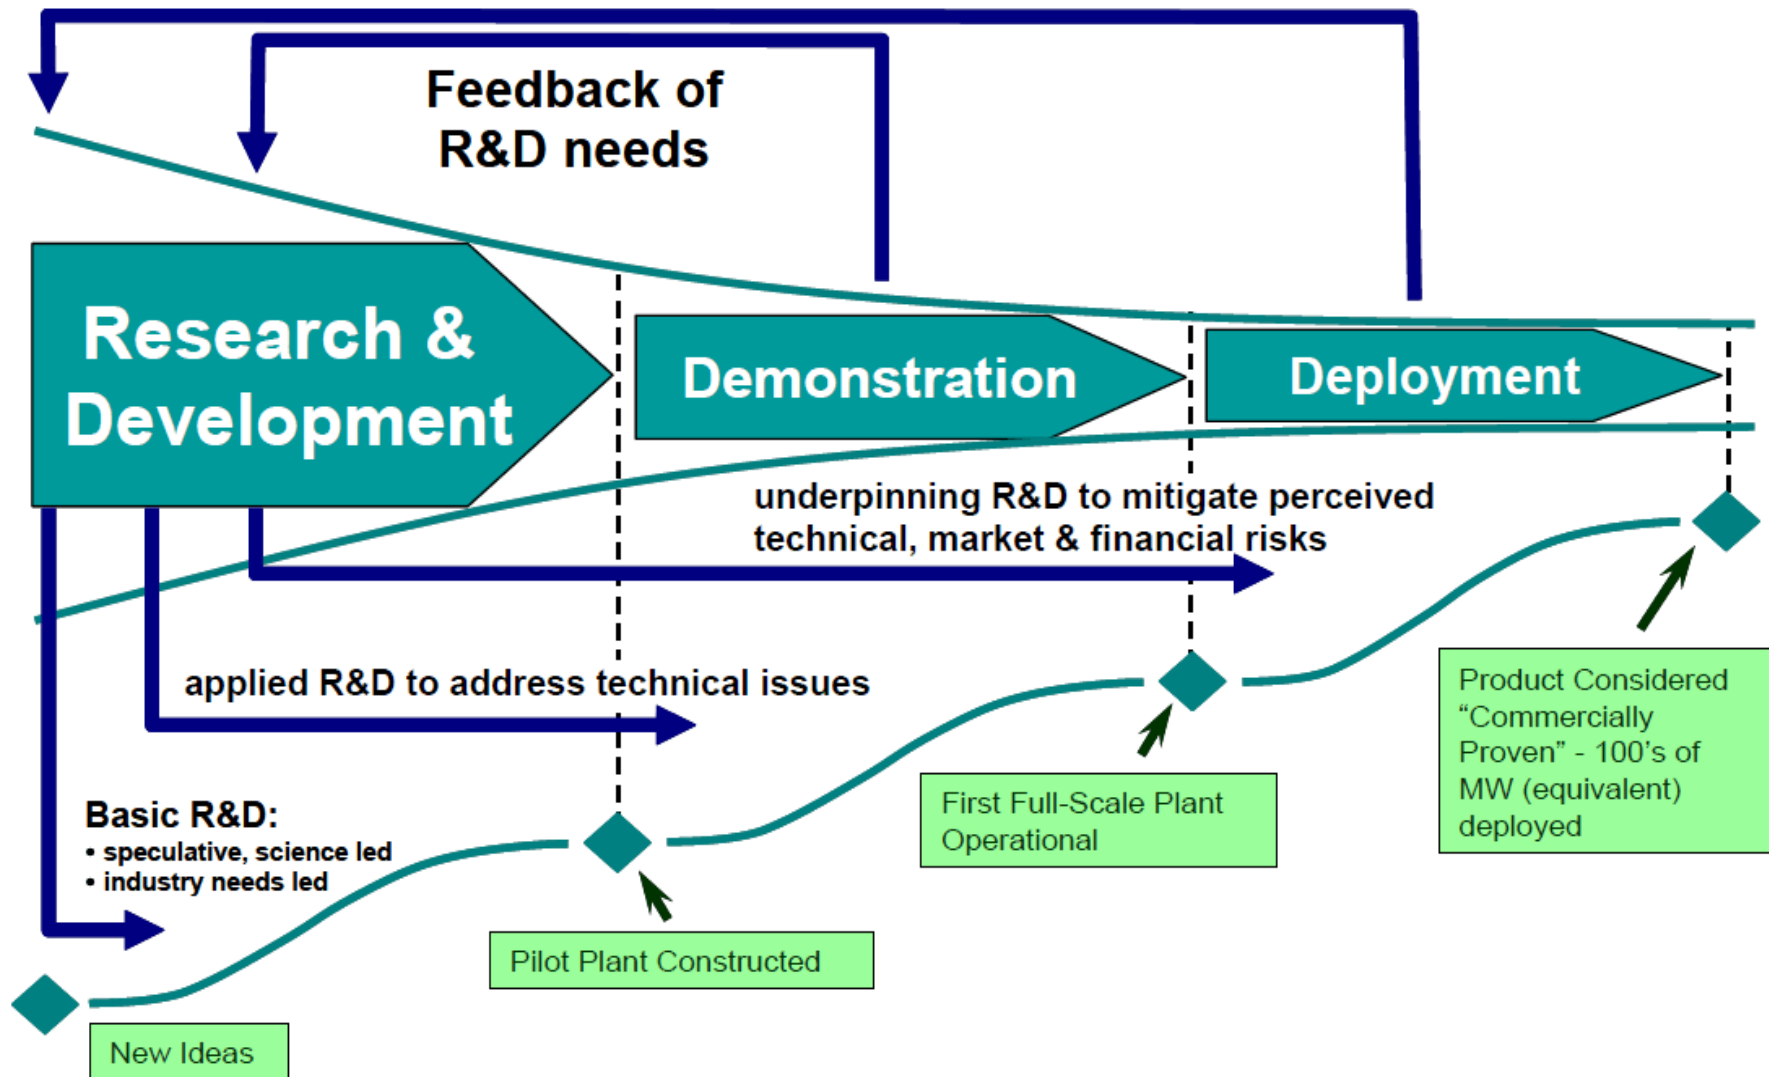 Feedback of
R&D needs
Research &
Development
Demonstration
Deployment
underpinning R&D to mitigate perceived
technical, market & financial risks
applied R&D to address technical issues
Basic R&D:
• speculative, science led
• industry needs led
New Ideas
Pilot Plant Constructed
First Full-Scale Plant
Operational
Product Considered
“Commercially
Proven” - 100’s of
MW (equivalent)
deployed